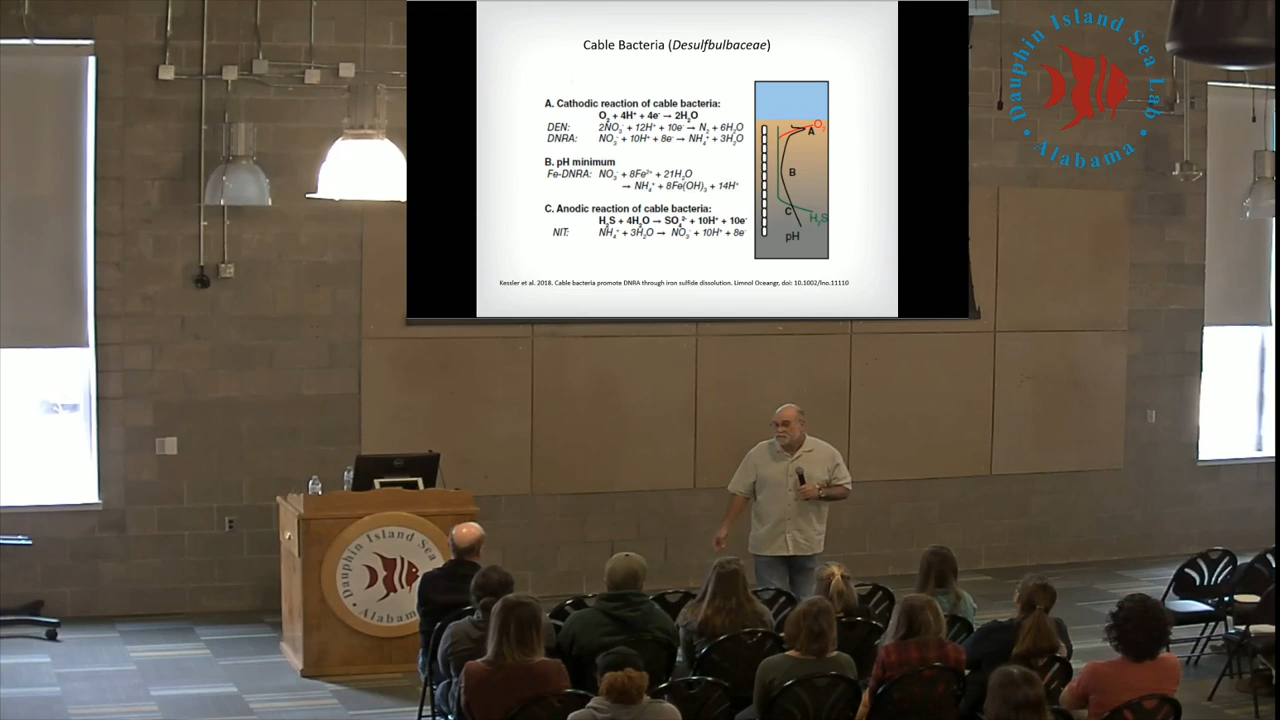 Cable Bacteria (Desulfbulbaceae)
A. Cathodic reaction of cable bacteria:
O₂ + 4H⁺ + 4e⁻ → 2H₂O
DEN: 2NO₃⁻ + 12H⁺ + 10e⁻ → N₂ + 6H₂O
DNRA: NO₃⁻ + 10H⁺ + 8e⁻ → NH₄⁺ + 3H₂O
B. pH minimum
Fe-DNRA: NO₃⁻ + 8Fe²⁺ + 21H₂O
→ NH₄⁺ + 8Fe(OH)₃ + 14H⁺
C. Anodic reaction of cable bacteria:
H₂S + 4H₂O → SO₄²⁻ + 10H⁺ + 10e⁻
NIT: NH₄⁺ + 3H₂O → NO₃⁻ + 10H⁺ + 8e⁻
O₂
A
B
C
H₂S
pH
Kessler et al. 2018. Cable bacteria promote DNRA through iron sulfide dissolution. Limnol Oceangr, doi: 10.1002/lno.11110
Dauphin Island Sea Lab
Alabama
Dauphin Island Sea
Alabama